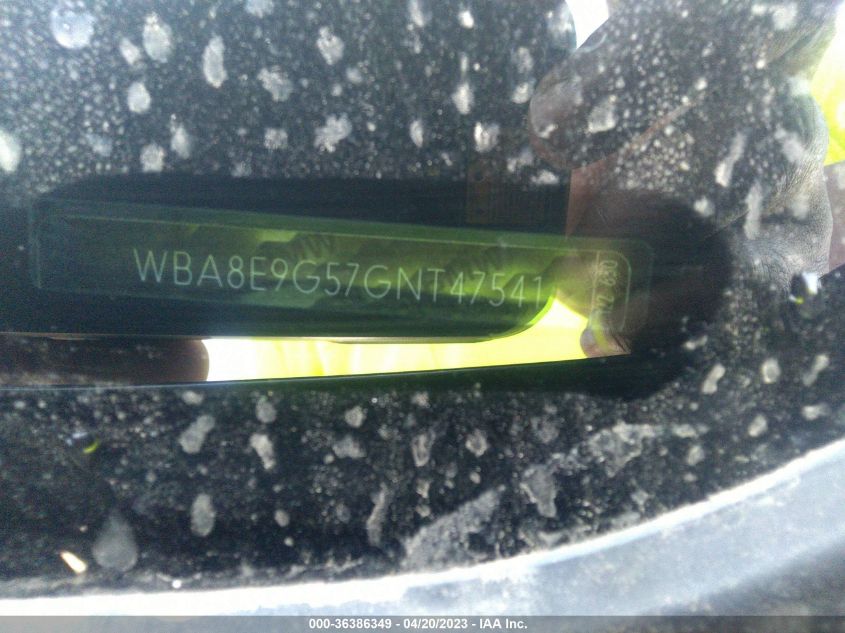 WBA8E9G57GNT47541
000-36386349 - 04/20/2023 - IAA Inc.